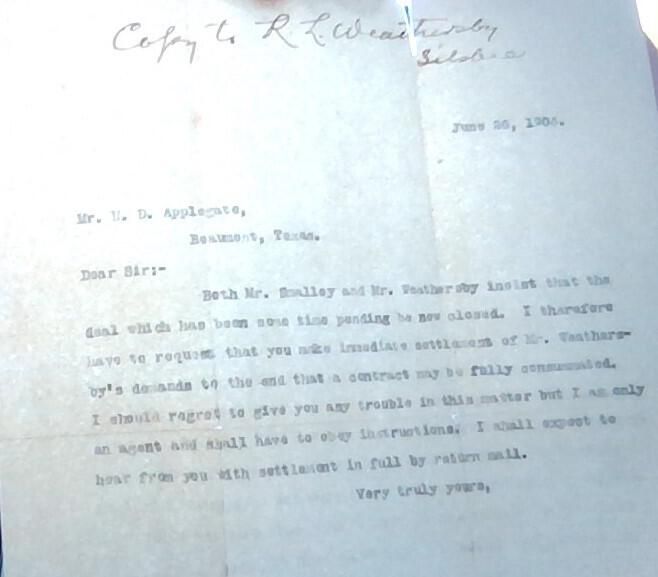 Copy to R L Weathersby
Silsbee
June 26, 190
Mr. D. Applegate,
Beaumont, Texas.
Dear Sir:-
Both Mr. Smalley and Mr. Weathersby insist that the
deal which has been some time pending be now closed. I therefore
have to request that you make immediate settlement of Mr. Weathers-
by's demands to the end that a contract may be fully consummated.
I should regret to give you any trouble in this matter but I am only
an agent and shall have to obey instructions. I shall expect to
hear from you with settlement in full by return mail.
Very truly yours,